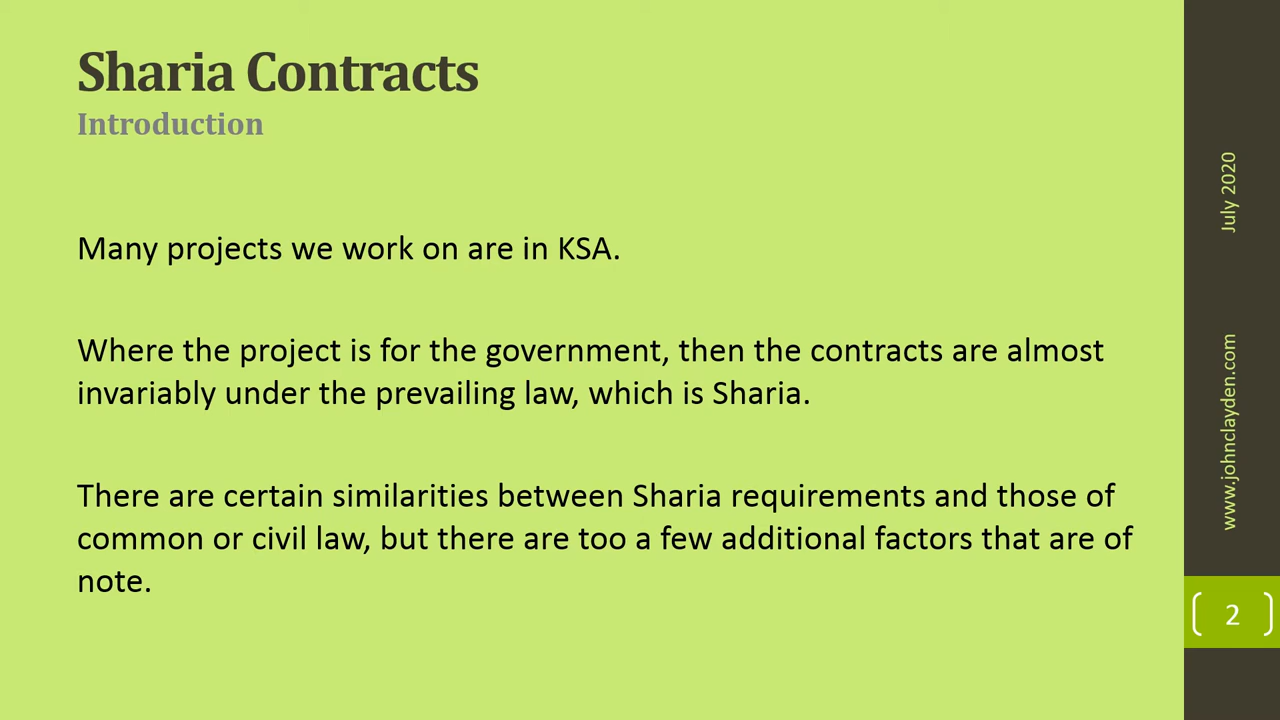 Sharia Contracts
Introduction
Many projects we work on are in KSA.
Where the project is for the government, then the contracts are almost
invariably under the prevailing law, which is Sharia.
There are certain similarities between Sharia requirements and those of
common or civil law, but there are too a few additional factors that are of
note.
July 2020
www.johnclayden.com
2